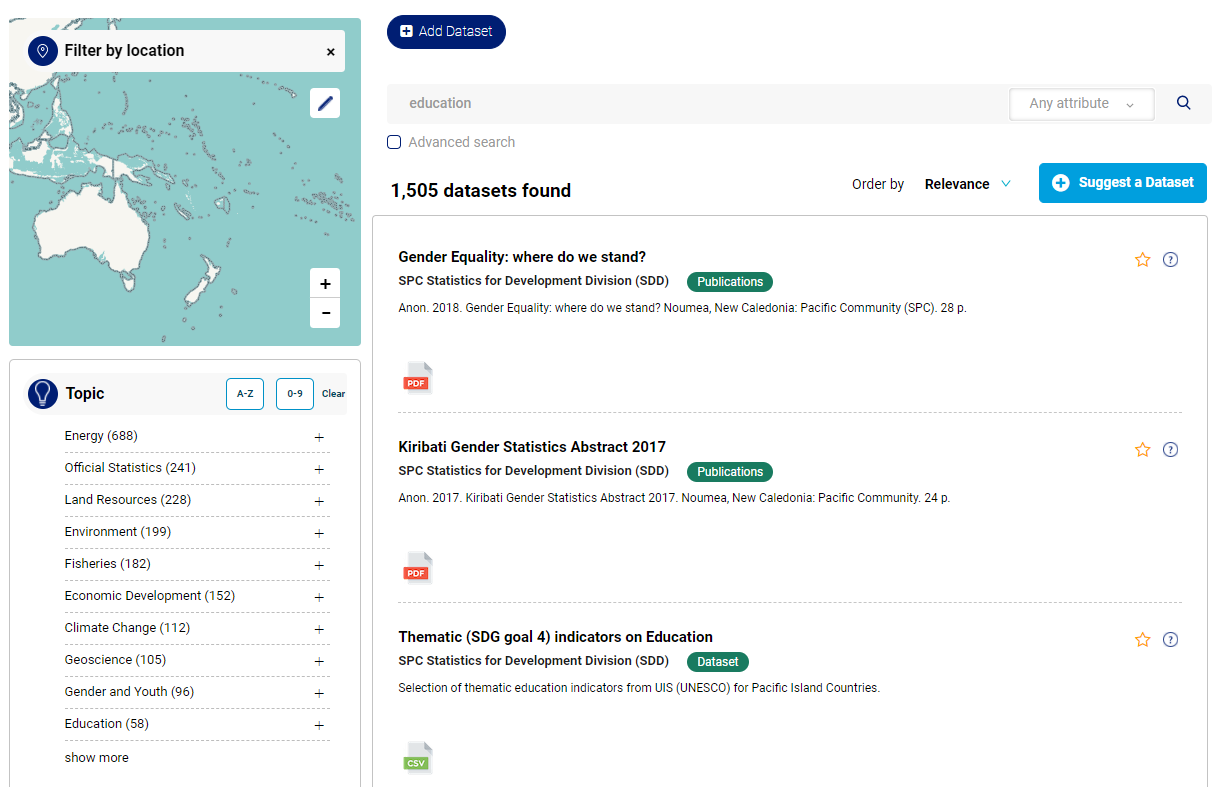 Filter by location ×
+
−
Topic A-Z 0-9 Clear
Energy (688) +
Official Statistics (241) +
Land Resources (228) +
Environment (199) +
Fisheries (182) +
Economic Development (152) +
Climate Change (112) +
Geoscience (105) +
Gender and Youth (96) +
Education (58) +
show more
Add Dataset
education Any attribute
Advanced search
1,505 datasets found Order by Relevance Suggest a Dataset
Gender Equality: where do we stand? ?
SPC Statistics for Development Division (SDD) Publications
Anon. 2018. Gender Equality: where do we stand? Noumea, New Caledonia: Pacific Community (SPC). 28 p.
PDF
Kiribati Gender Statistics Abstract 2017 ?
SPC Statistics for Development Division (SDD) Publications
Anon. 2017. Kiribati Gender Statistics Abstract 2017. Noumea, New Caledonia: Pacific Community. 24 p.
PDF
Thematic (SDG goal 4) indicators on Education ?
SPC Statistics for Development Division (SDD) Dataset
Selection of thematic education indicators from UIS (UNESCO) for Pacific Island Countries.
CSV